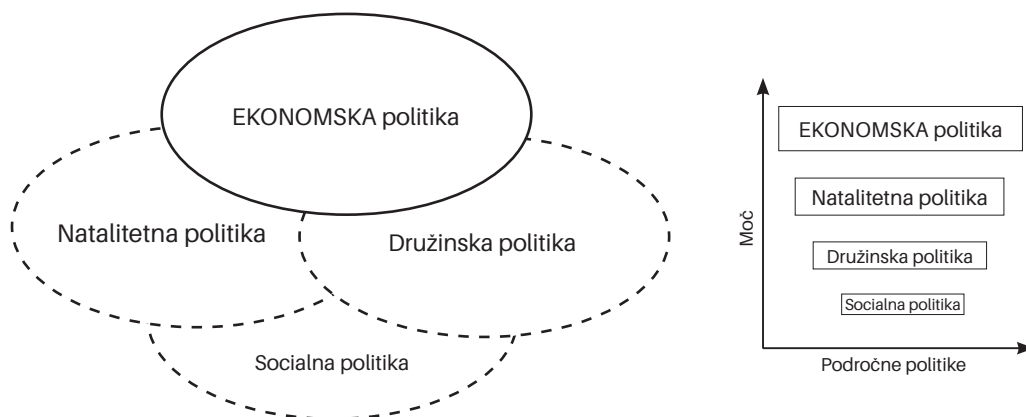 EKONOMSKA politika
Natalitetna politika
Družinska politika
Socialna politika
Moč
EKONOMSKA politika
Natalitetna politika
Družinska politika
Socialna politika
Področne politike